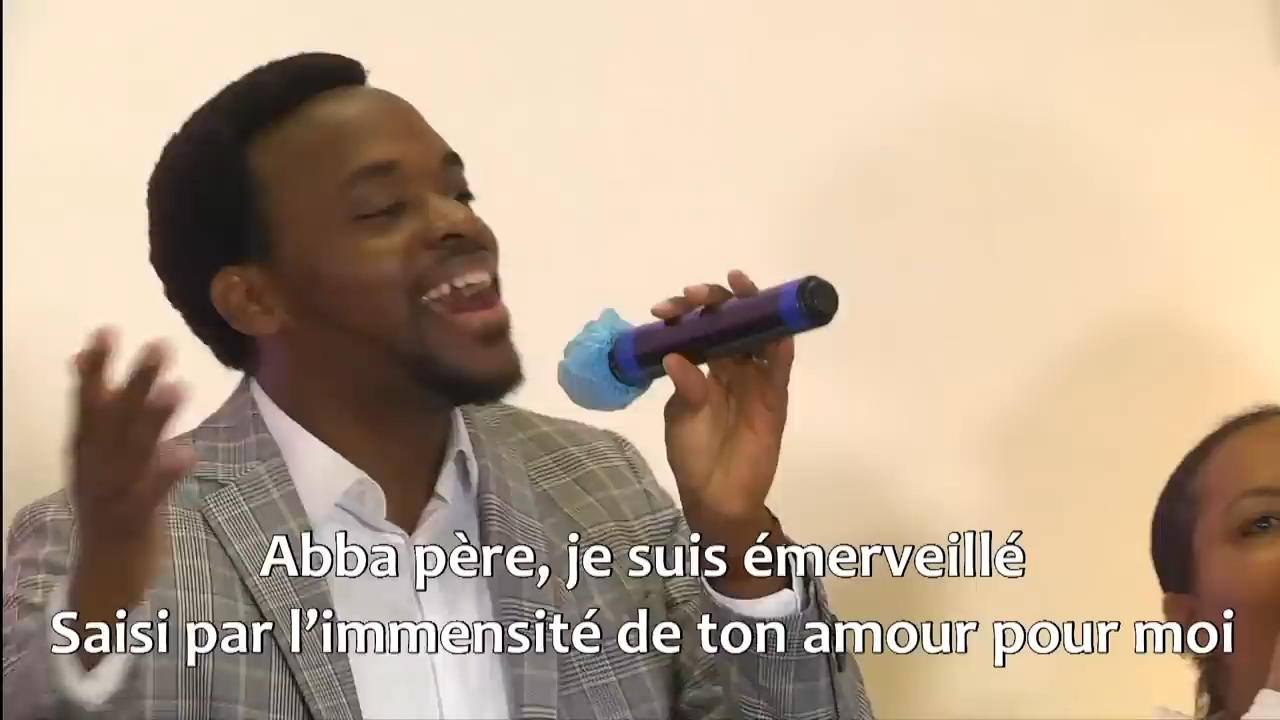 Abba père, je suis émerveillé
Saisi par l’immensité de ton amour pour moi